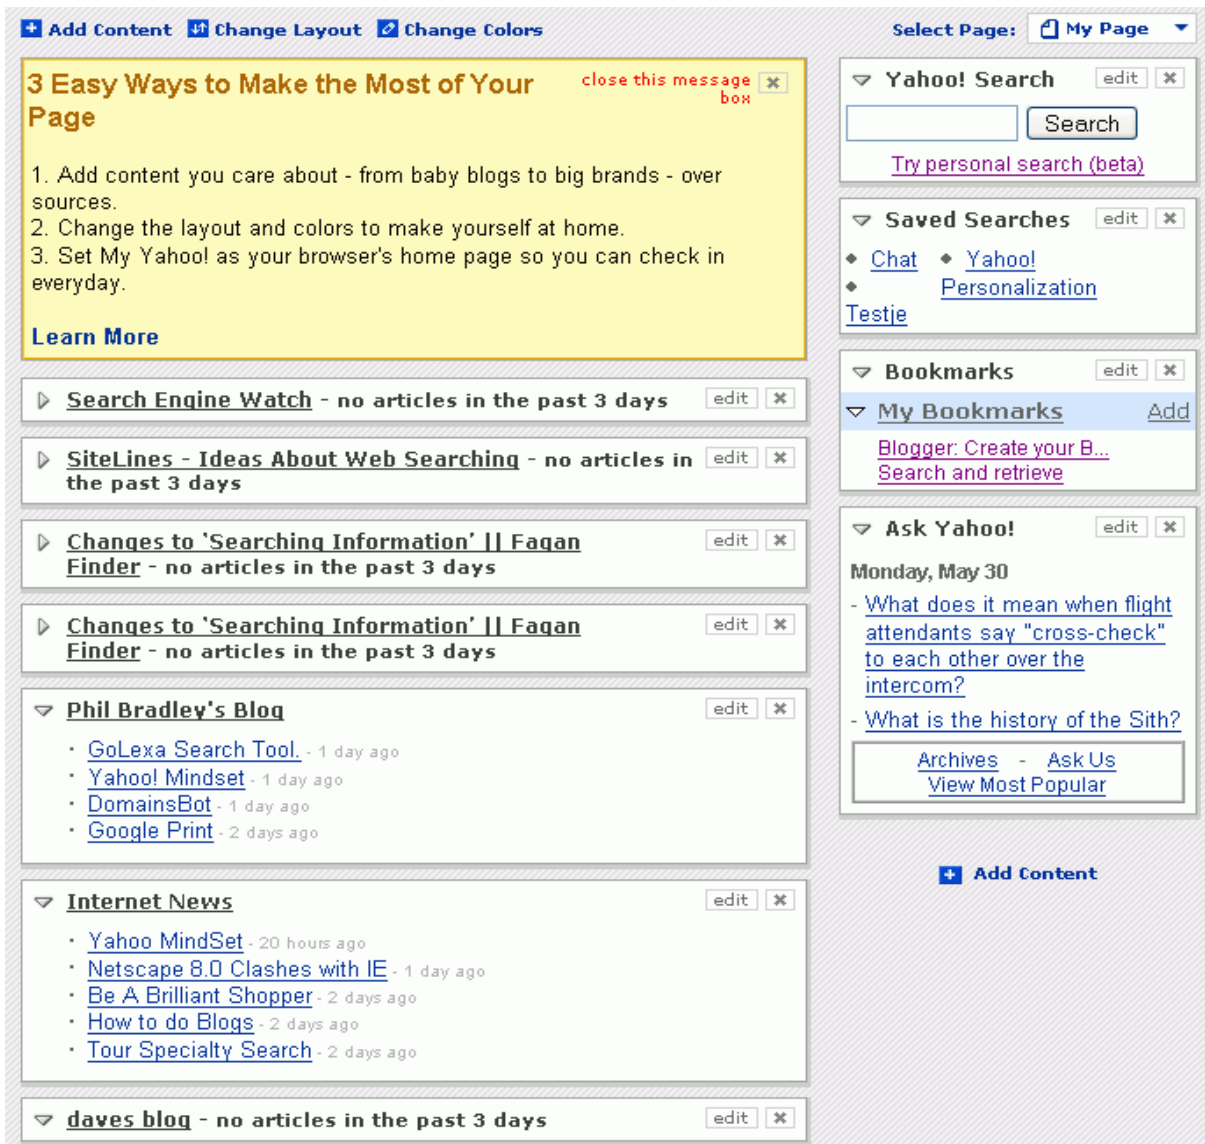 Add Content Change Layout Change Colors
Select Page: My Page
3 Easy Ways to Make the Most of Your
Page
close this message
box
1. Add content you care about - from baby blogs to big brands - over
sources.
2. Change the layout and colors to make yourself at home.
3. Set My Yahoo! as your browser's home page so you can check in
everyday.
Learn More
Search Engine Watch - no articles in the past 3 days edit
SiteLines - Ideas About Web Searching - no articles in edit
the past 3 days
Changes to 'Searching Information' || Fagan edit
Finder - no articles in the past 3 days
Changes to 'Searching Information' || Fagan edit
Finder - no articles in the past 3 days
Phil Bradley's Blog edit
· GoLexa Search Tool. - 1 day ago
· Yahoo! Mindset - 1 day ago
· DomainsBot - 1 day ago
· Google Print - 2 days ago
Internet News edit
· Yahoo MindSet - 20 hours ago
· Netscape 8.0 Clashes with IE - 1 day ago
· Be A Brilliant Shopper - 2 days ago
· How to do Blogs - 2 days ago
· Tour Specialty Search - 2 days ago
daves blog - no articles in the past 3 days edit
Yahoo! Search edit
Search
Try personal search (beta)
Saved Searches edit
• Chat • Yahoo!
• Personalization
Testje
Bookmarks edit
My Bookmarks Add
Blogger: Create your B...
Search and retrieve
Ask Yahoo! edit
Monday, May 30
- What does it mean when flight
attendants say "cross-check"
to each other over the
intercom?
- What is the history of the Sith?
Archives - Ask Us
View Most Popular
Add Content